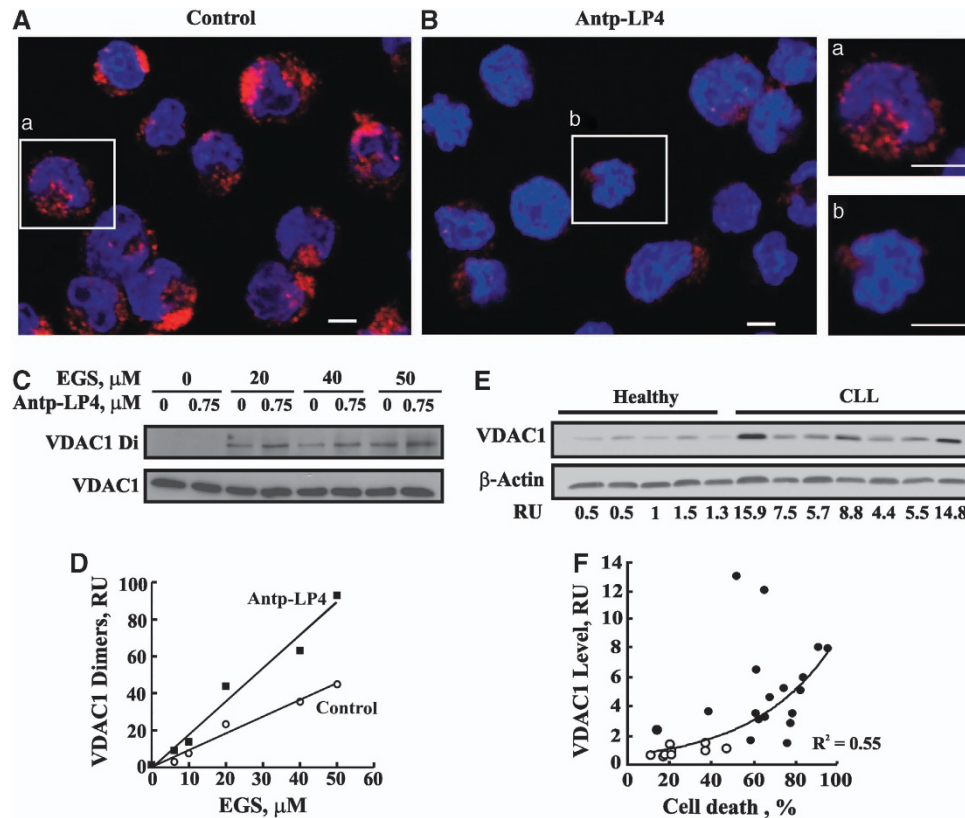 A Control
B Antp-LP4
a
b
a
b
C EGS, μM 0 20 40 50
Antp-LP4, μM 0 0.75 0 0.75 0 0.75 0 0.75
VDAC1 Di
VDAC1
E Healthy CLL
VDAC1
β-Actin
RU 0.5 0.5 1 1.5 1.3 15.9 7.5 5.7 8.8 4.4 5.5 14.8
D
VDAC1 Dimers, RU
100
80
60
40
20
0
Antp-LP4
Control
0 10 20 30 40 50 60
EGS, μM
F
VDAC1 Level, RU
14
12
10
8
6
4
2
0
R² = 0.55
0 20 40 60 80 100
Cell death , %